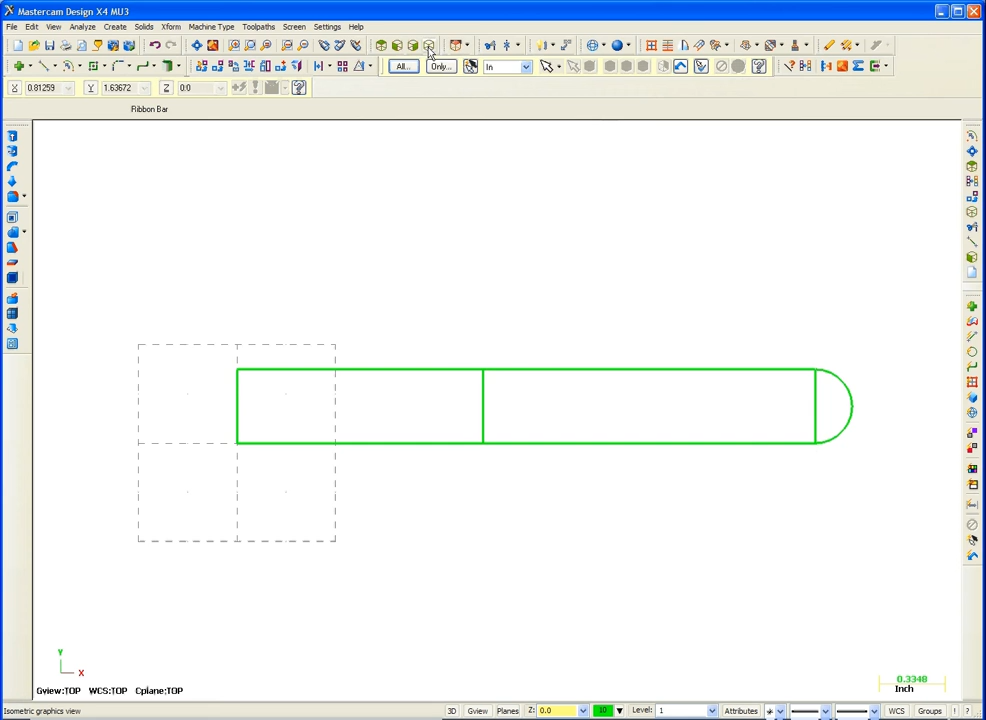 Mastercam Design X4 MU3
File Edit View Analyze Create Solids Xform Machine Type Toolpaths Screen Settings Help
All... Only... In
X 0.81259 Y 1.63672 Z 0:0
Ribbon Bar
Y
X
Gview:TOP WCS:TOP Cplane:TOP
0.3348
Inch
Isometric graphics view 3D Gview Planes Z: 0.0 10 Level: 1 Attributes WCS Groups ! ?